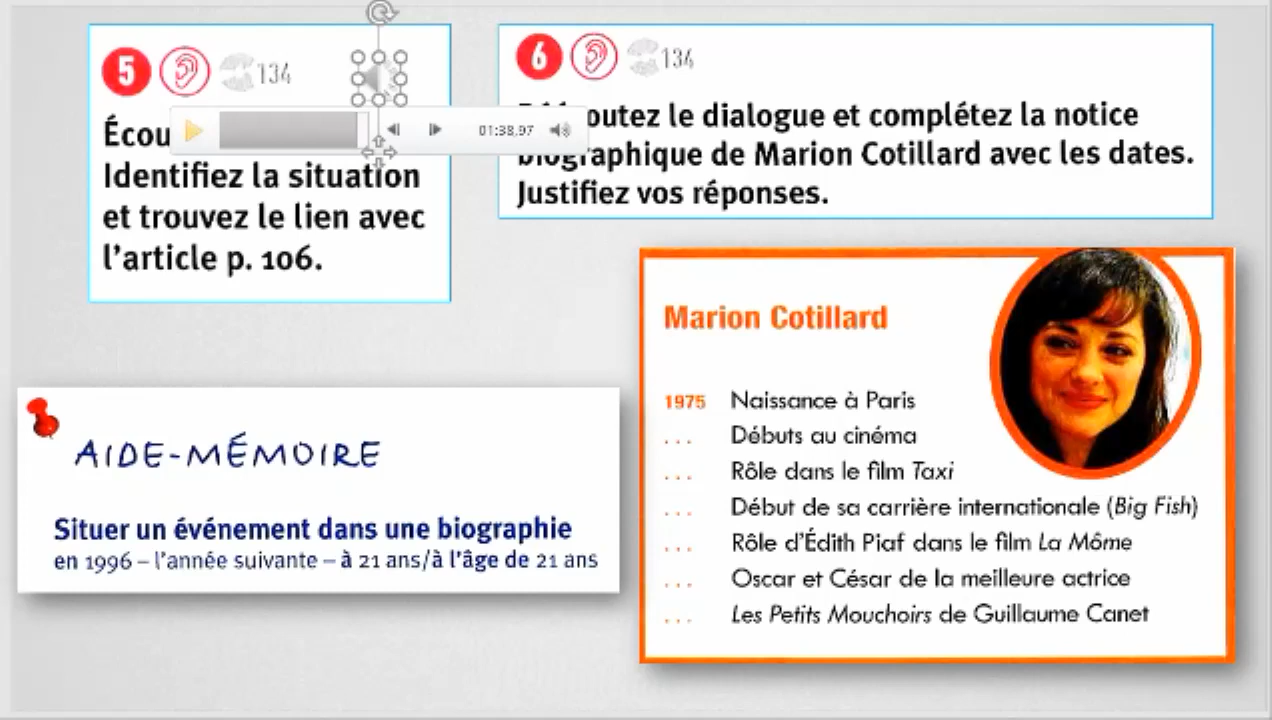 5 134
Écou
Identifiez la situation
et trouvez le lien avec
l'article p. 106.
01:38,97
6 134
outez le dialogue et complétez la notice
biographique de Marion Cotillard avec les dates.
Justifiez vos réponses.
AIDE-MÉMOIRE
Situer un événement dans une biographie
en 1996 – l'année suivante – à 21 ans/à l'âge de 21 ans
Marion Cotillard
1975 Naissance à Paris
... Débuts au cinéma
... Rôle dans le film Taxi
... Début de sa carrière internationale (Big Fish)
... Rôle d'Édith Piaf dans le film La Môme
... Oscar et César de la meilleure actrice
... Les Petits Mouchoirs de Guillaume Canet